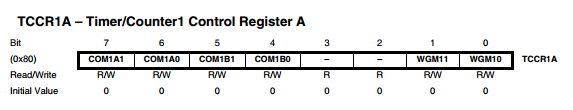 TCCR1A – Timer/Counter1 Control Register A
Bit 7 6 5 4 3 2 1 0
(0x80) COM1A1 COM1A0 COM1B1 COM1B0 – – WGM11 WGM10 TCCR1A
Read/Write R/W R/W R/W R/W R R R/W R/W
Initial Value 0 0 0 0 0 0 0 0